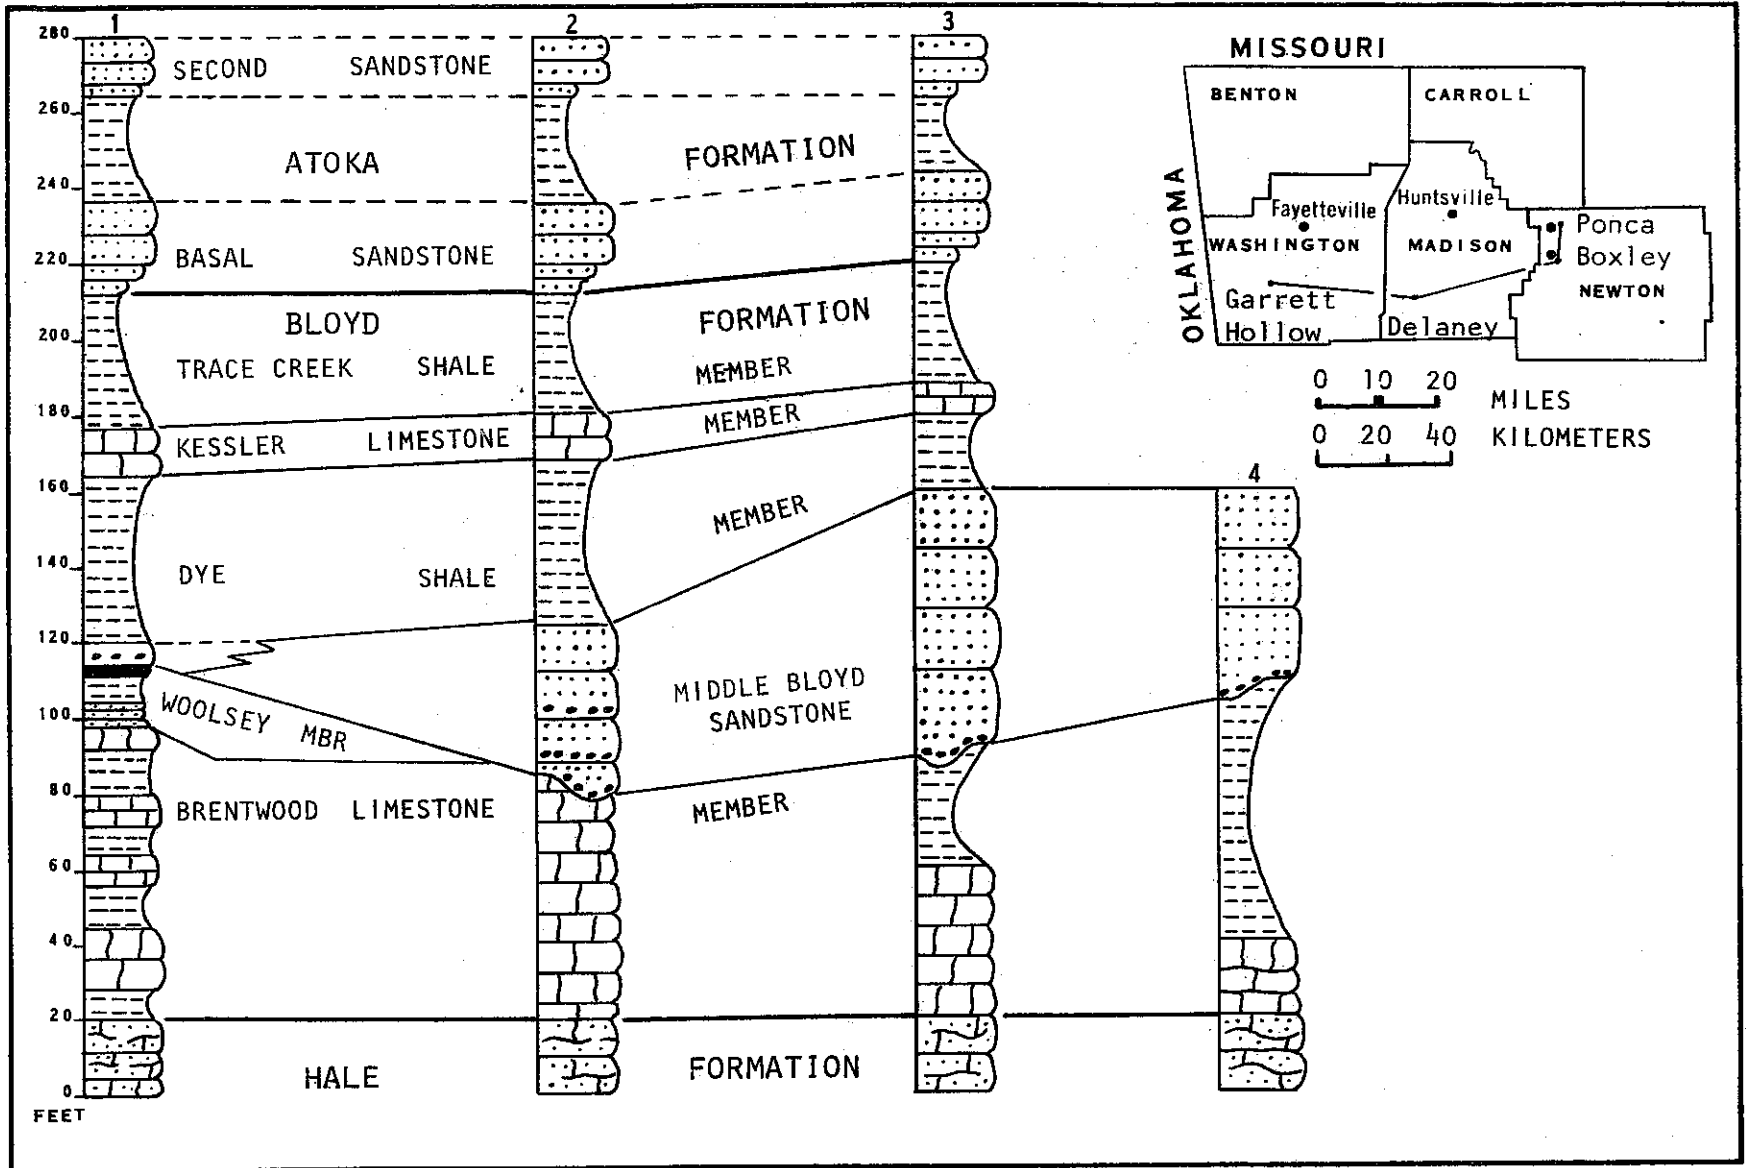 1
2
3
4
280
260
240
220
200
180
160
140
120
100
80
60
40
20
0
FEET
SECOND SANDSTONE
ATOKA FORMATION
BASAL SANDSTONE
BLOYD FORMATION
TRACE CREEK SHALE MEMBER
KESSLER LIMESTONE MEMBER
DYE SHALE MEMBER
WOOLSEY MBR
MIDDLE BLOYD
SANDSTONE
BRENTWOOD LIMESTONE MEMBER
HALE FORMATION
MISSOURI
OKLAHOMA
BENTON
CARROLL
Fayetteville
Huntsville
WASHINGTON
MADISON
Ponca
Boxley
NEWTON
Garrett
Hollow
Delaney
0 10 20 MILES
0 20 40 KILOMETERS